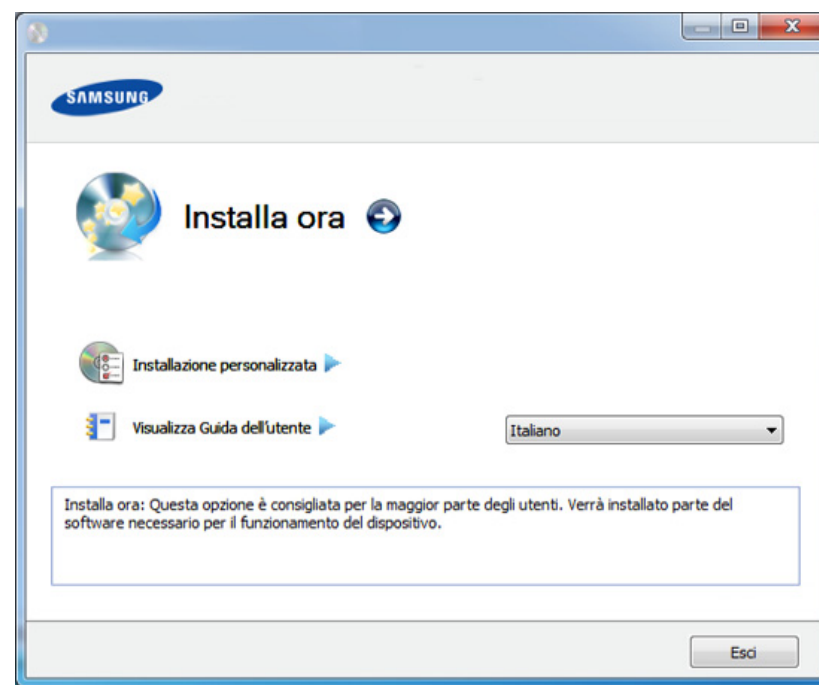 SAMSUNG
Installa ora
Installazione personalizzata
Visualizza Guida dell'utente
Italiano
Installa ora: Questa opzione è consigliata per la maggior parte degli utenti. Verrà installato parte del
software necessario per il funzionamento del dispositivo.
Esci